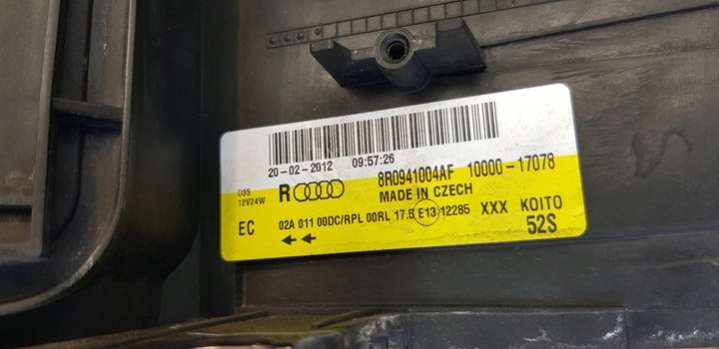 20-02-2012 09:57:26
8R0941004AF 10000-17078
R
MADE IN CZECH
D3S
12V24W
EC 02A 011 00DC/RPL 00RL 17.5 E13 12285 XXX KOITO
52S